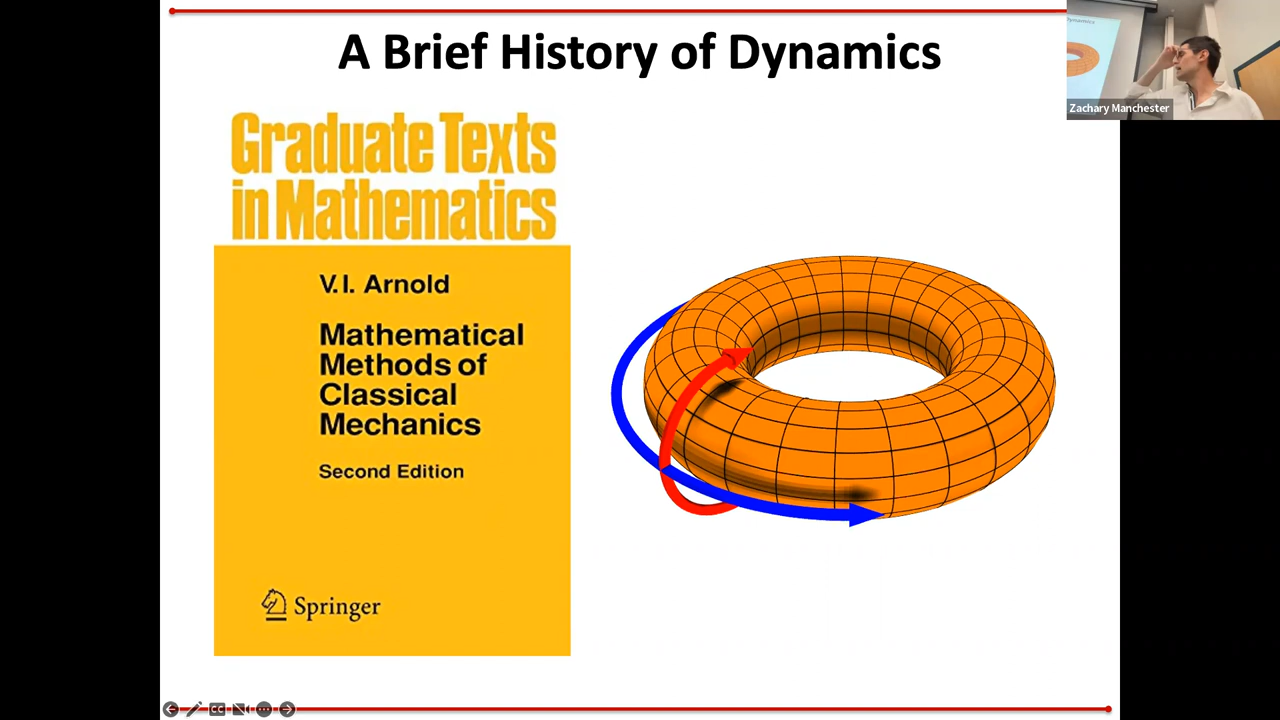 A Brief History of Dynamics
Graduate Texts
in Mathematics
V.I. Arnold
Mathematical
Methods of
Classical
Mechanics
Second Edition
Springer
Zachary Manchester
CC